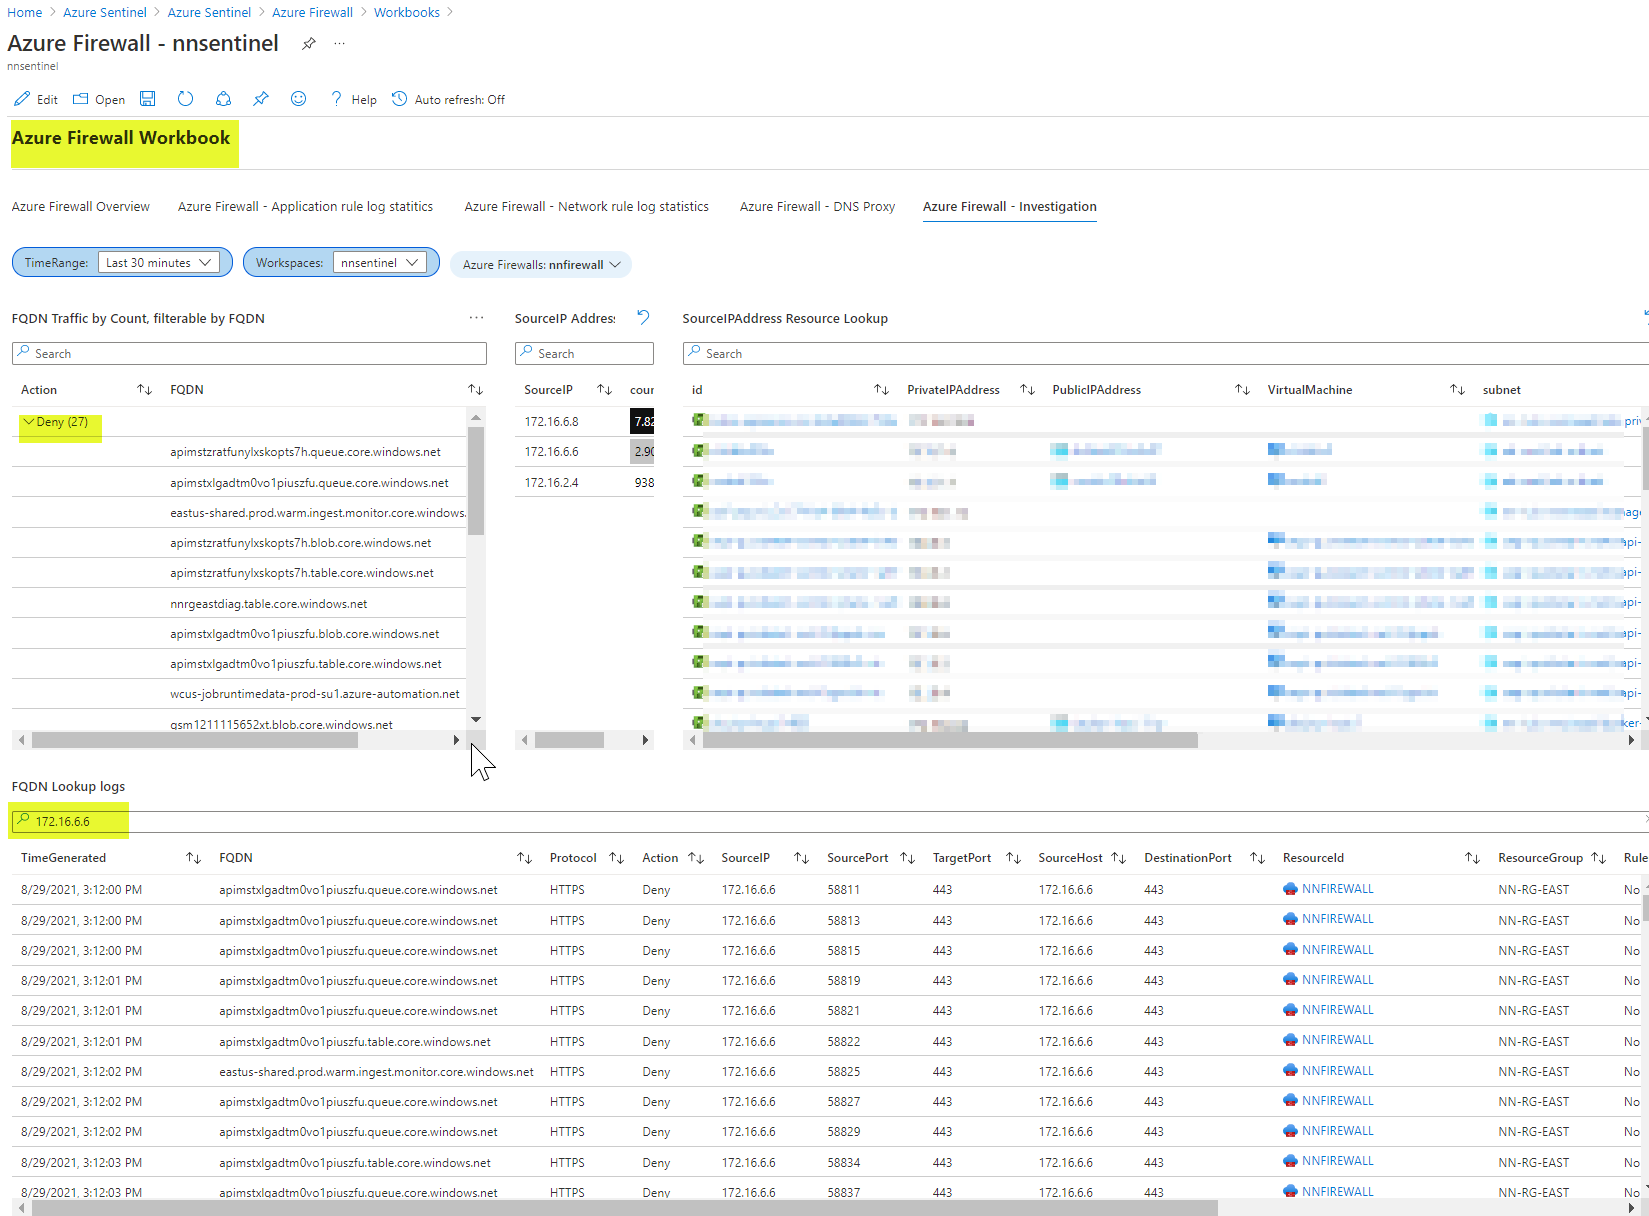 Home > Azure Sentinel > Azure Sentinel > Azure Firewall > Workbooks >
Azure Firewall - nnsentinel ...
nnsentinel
Edit Open ? Help Auto refresh: Off
Azure Firewall Workbook
Azure Firewall Overview Azure Firewall - Application rule log statitics Azure Firewall - Network rule log statistics Azure Firewall - DNS Proxy Azure Firewall - Investigation
TimeRange: Last 30 minutes Workspaces: nnsentinel Azure Firewalls: nnfirewall
FQDN Traffic by Count, filterable by FQDN ... SourceIP Address SourceIPAddress Resource Lookup
Search Search Search
Action FQDN SourceIP cour id PrivateIPAddress PublicIPAddress VirtualMachine subnet
Deny (27) 172.16.6.8 7.82 priv
apimstzratfunylxskopts7h.queue.core.windows.net 172.16.6.6 2.90
apimstxlgadtm0vo1piuszfu.queue.core.windows.net 172.16.2.4 938
eastus-shared.prod.warm.ingest.monitor.core.windows. nage
apimstzratfunylxskopts7h.blob.core.windows.net api-
apimstzratfunylxskopts7h.table.core.windows.net api-
nnrgeastdiag.table.core.windows.net api-
apimstxlgadtm0vo1piuszfu.blob.core.windows.net api-
apimstxlgadtm0vo1piuszfu.table.core.windows.net api-
wcus-jobruntimedata-prod-su1.azure-automation.net api-
gsm1211115652xt.blob.core.windows.net ker-
FQDN Lookup logs
172.16.6.6
TimeGenerated FQDN Protocol Action SourceIP SourcePort TargetPort SourceHost DestinationPort ResourceId ResourceGroup Rule
8/29/2021, 3:12:00 PM apimstxlgadtm0vo1piuszfu.queue.core.windows.net HTTPS Deny 172.16.6.6 58811 443 172.16.6.6 443 NNFIREWALL NN-RG-EAST No
8/29/2021, 3:12:00 PM apimstxlgadtm0vo1piuszfu.queue.core.windows.net HTTPS Deny 172.16.6.6 58813 443 172.16.6.6 443 NNFIREWALL NN-RG-EAST No
8/29/2021, 3:12:00 PM apimstxlgadtm0vo1piuszfu.queue.core.windows.net HTTPS Deny 172.16.6.6 58815 443 172.16.6.6 443 NNFIREWALL NN-RG-EAST No
8/29/2021, 3:12:01 PM apimstxlgadtm0vo1piuszfu.queue.core.windows.net HTTPS Deny 172.16.6.6 58819 443 172.16.6.6 443 NNFIREWALL NN-RG-EAST No
8/29/2021, 3:12:01 PM apimstxlgadtm0vo1piuszfu.queue.core.windows.net HTTPS Deny 172.16.6.6 58821 443 172.16.6.6 443 NNFIREWALL NN-RG-EAST No
8/29/2021, 3:12:01 PM apimstxlgadtm0vo1piuszfu.table.core.windows.net HTTPS Deny 172.16.6.6 58822 443 172.16.6.6 443 NNFIREWALL NN-RG-EAST No
8/29/2021, 3:12:02 PM eastus-shared.prod.warm.ingest.monitor.core.windows.net HTTPS Deny 172.16.6.6 58825 443 172.16.6.6 443 NNFIREWALL NN-RG-EAST No
8/29/2021, 3:12:02 PM apimstxlgadtm0vo1piuszfu.queue.core.windows.net HTTPS Deny 172.16.6.6 58827 443 172.16.6.6 443 NNFIREWALL NN-RG-EAST No
8/29/2021, 3:12:02 PM apimstxlgadtm0vo1piuszfu.queue.core.windows.net HTTPS Deny 172.16.6.6 58829 443 172.16.6.6 443 NNFIREWALL NN-RG-EAST No
8/29/2021, 3:12:03 PM apimstxlgadtm0vo1piuszfu.table.core.windows.net HTTPS Deny 172.16.6.6 58834 443 172.16.6.6 443 NNFIREWALL NN-RG-EAST No
8/29/2021, 3:12:03 PM apimstxlgadtm0vo1piuszfu.queue.core.windows.net HTTPS Deny 172.16.6.6 58837 443 172.16.6.6 443 NNFIREWALL NN-RG-EAST No